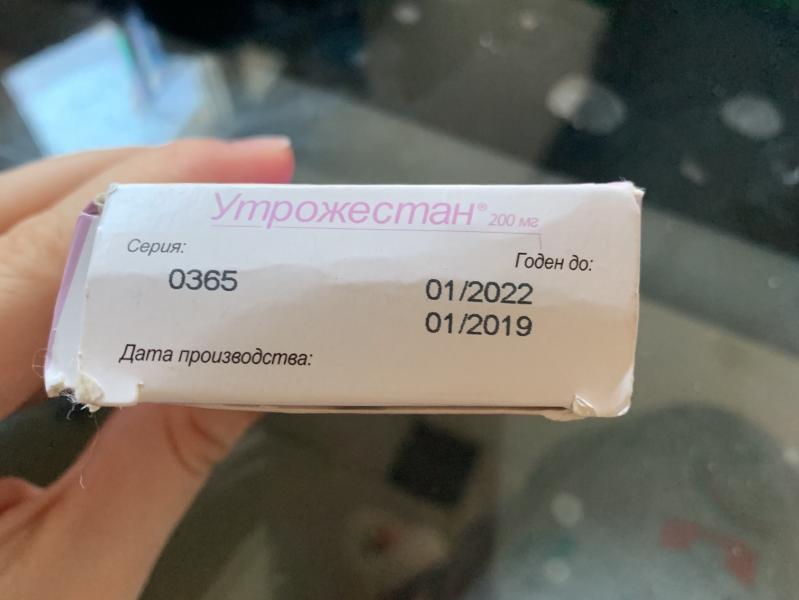 Утрожестан® 200 мг
Серия:
Годен до:
0365
01/2022
01/2019
Дата производства: